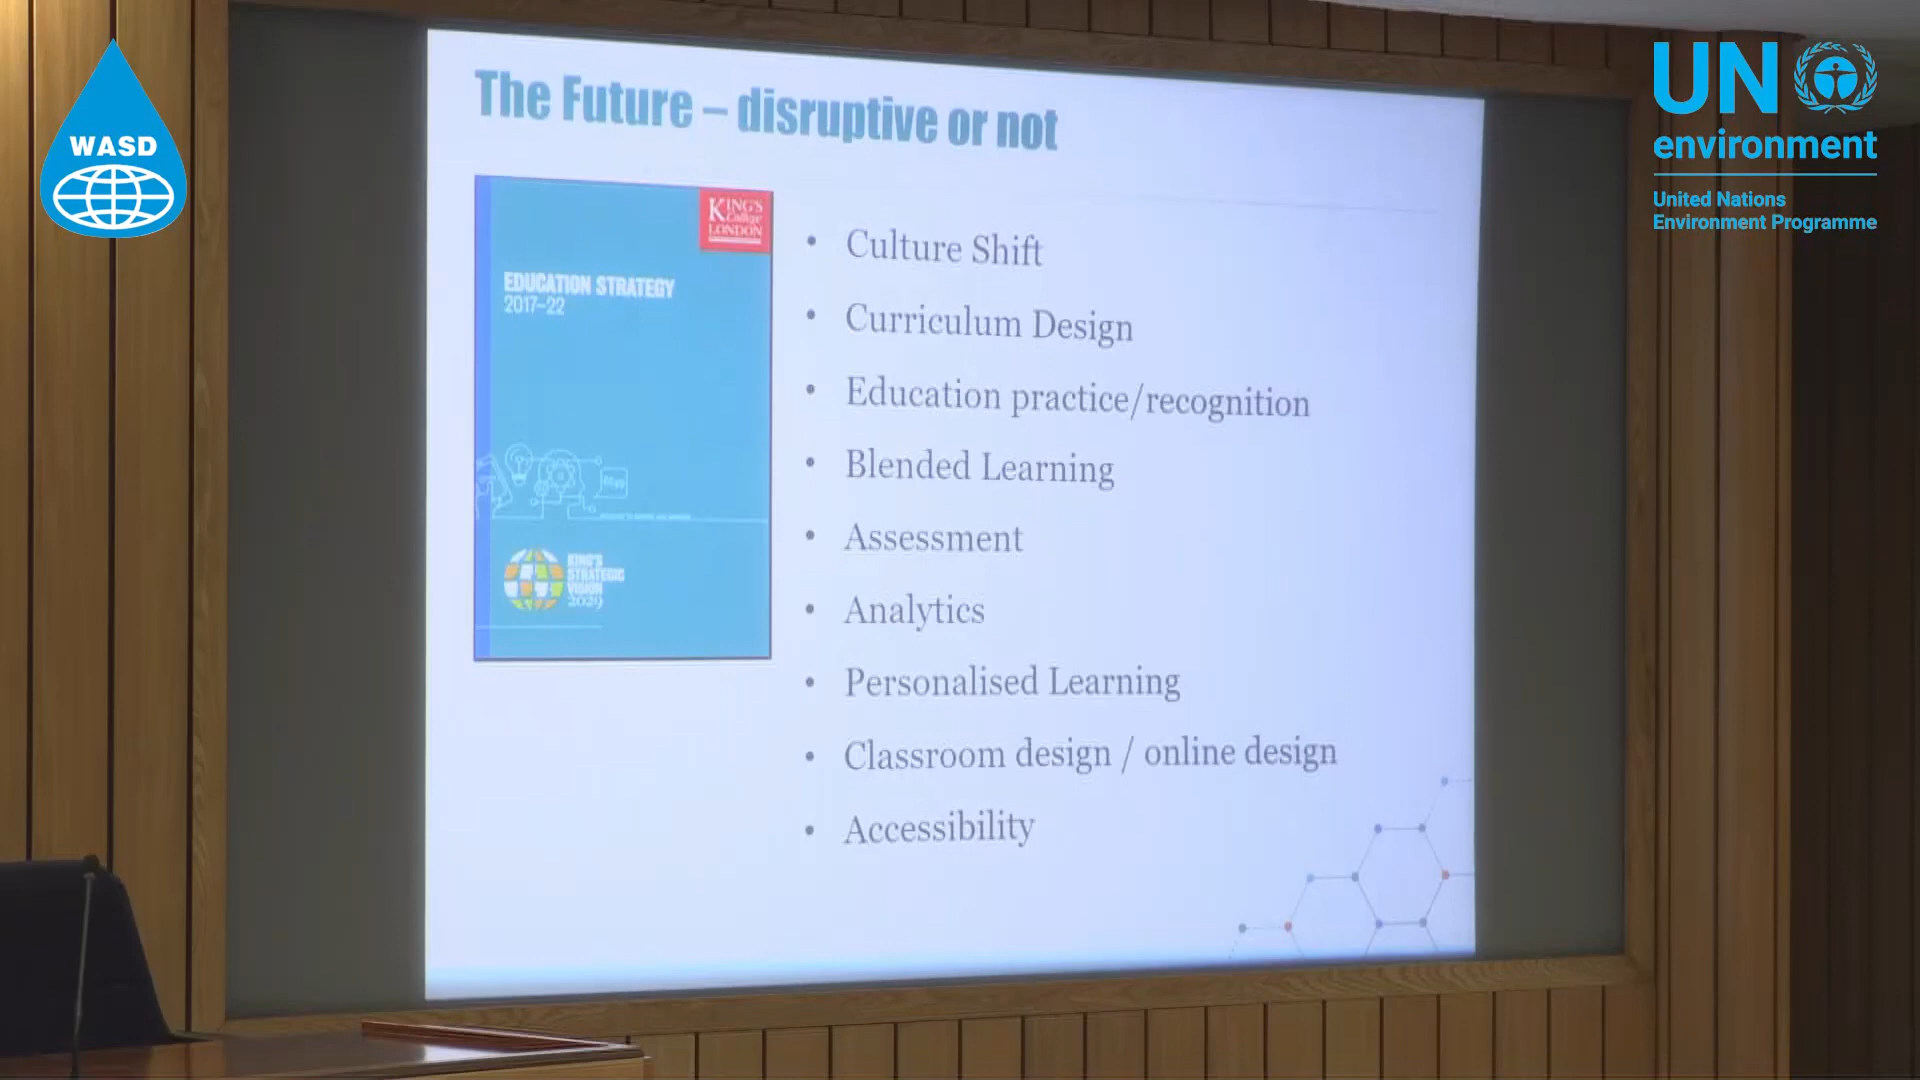 WASD
UN
environment
United Nations
Environment Programme
The Future – disruptive or not
KING'S
College
LONDON
EDUCATION STRATEGY
2017–22
KING'S
STRATEGIC
VISION
2029
• Culture Shift
• Curriculum Design
• Education practice/recognition
• Blended Learning
• Assessment
• Analytics
• Personalised Learning
• Classroom design / online design
• Accessibility